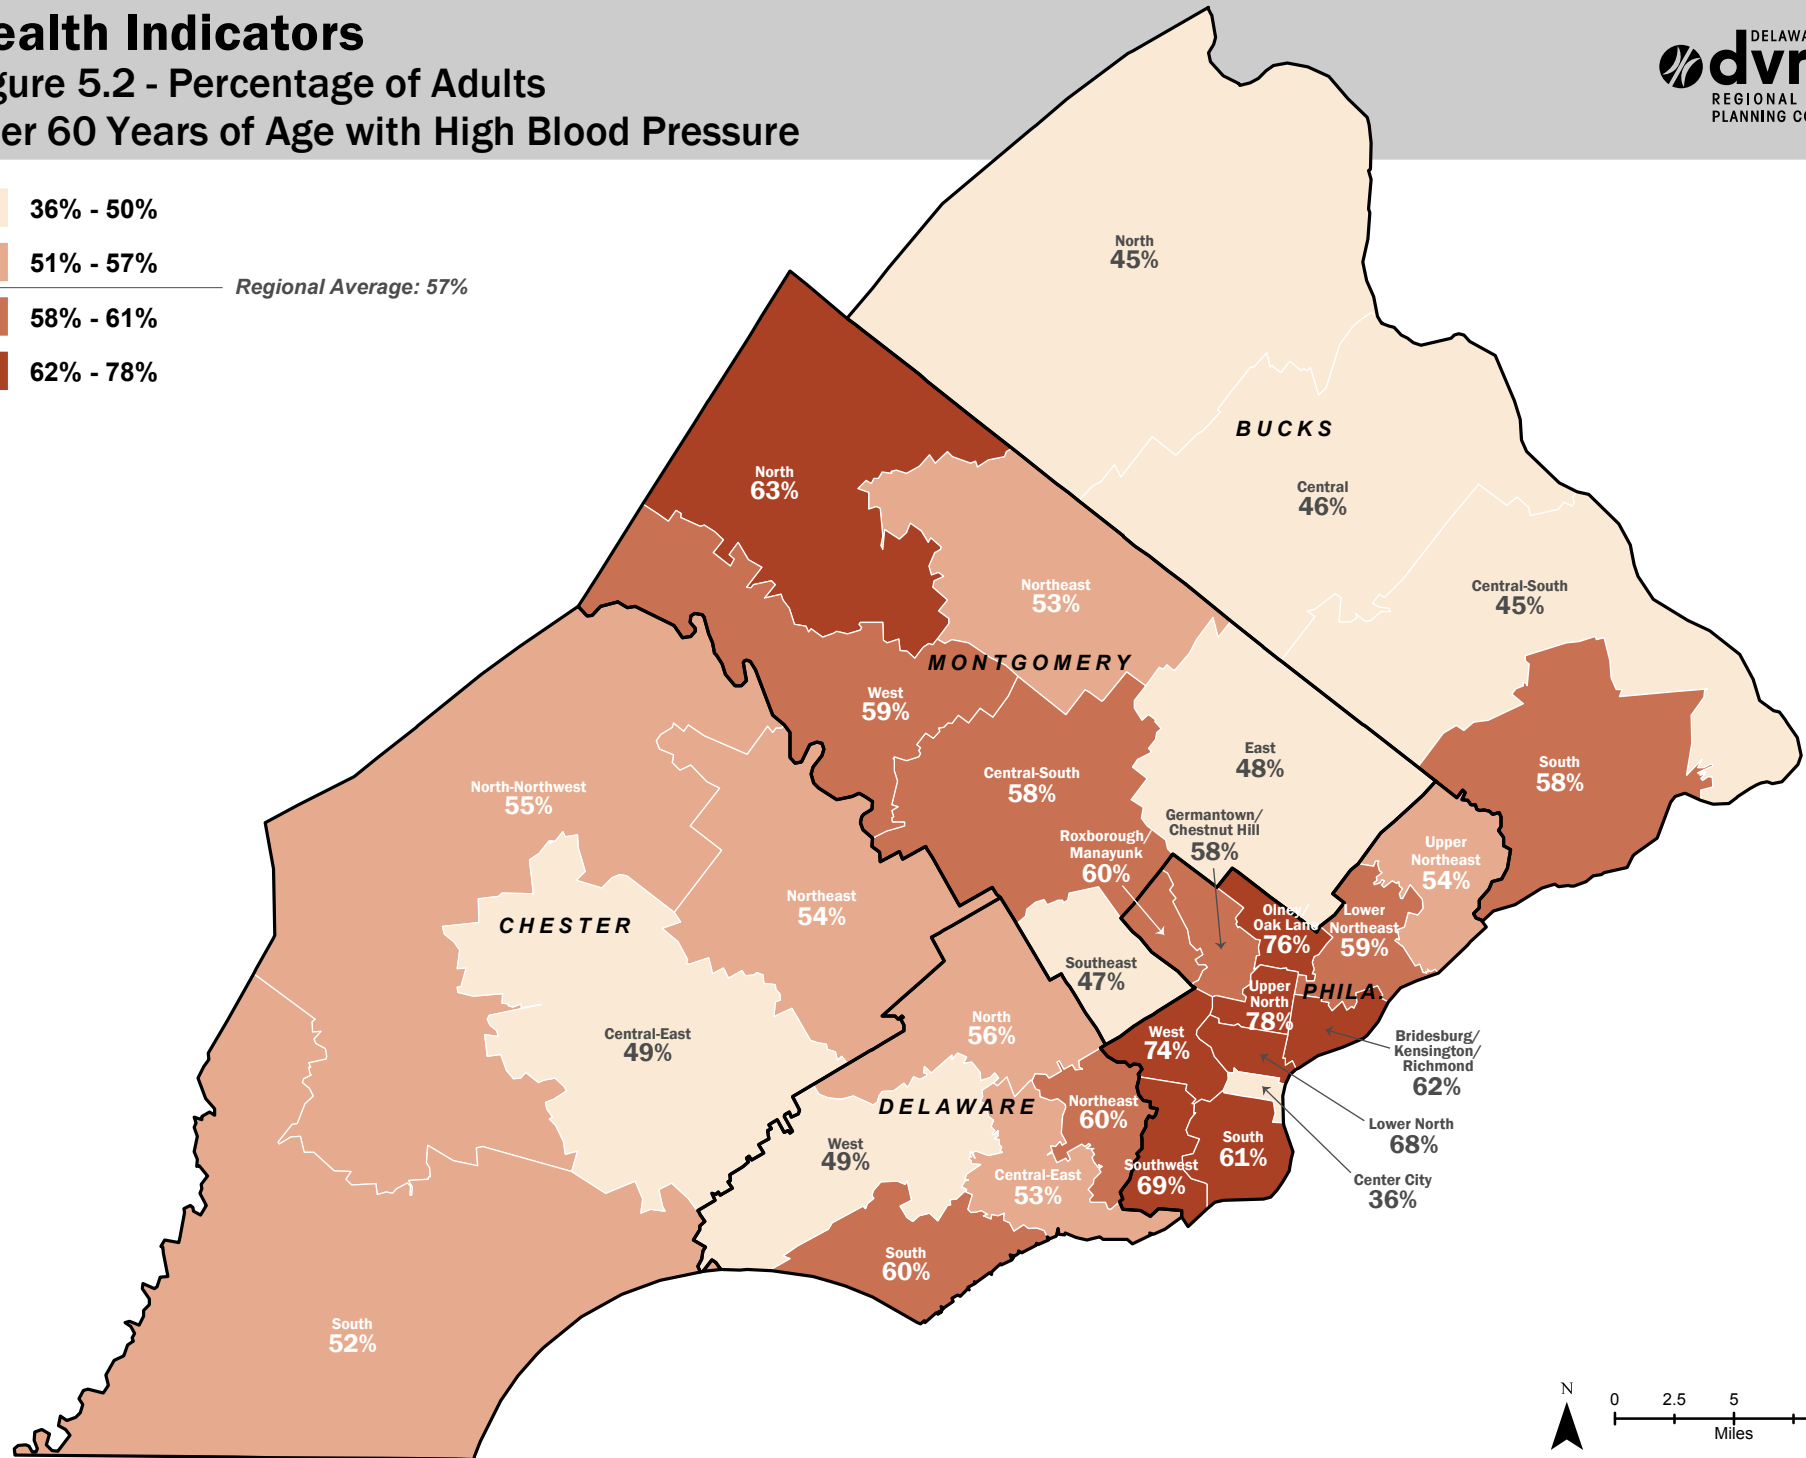 ealth Indicators
gure 5.2 - Percentage of Adults
er 60 Years of Age with High Blood Pressure
DELAWA
dvr
REGIONAL
PLANNING CO
36% - 50%
51% - 57%
Regional Average: 57%
58% - 61%
62% - 78%
North
45%
BUCKS
Central
46%
Central-South
45%
South
58%
North
63%
Northeast
53%
MONTGOMERY
West
59%
Central-South
58%
East
48%
Southeast
47%
Roxborough/
Manayunk
60%
Germantown/
Chestnut Hill
58%
Upper
Northeast
54%
Lower
Northeast
59%
Olney/
Oak Lane
76%
Upper
North
78%
PHILA.
Bridesburg/
Kensington/
Richmond
62%
West
74%
Lower North
68%
Center City
36%
South
61%
Southwest
69%
North-Northwest
55%
CHESTER
Northeast
54%
Central-East
49%
South
52%
North
56%
DELAWARE
Northeast
60%
West
49%
Central-East
53%
South
60%
N
0 2.5 5
Miles